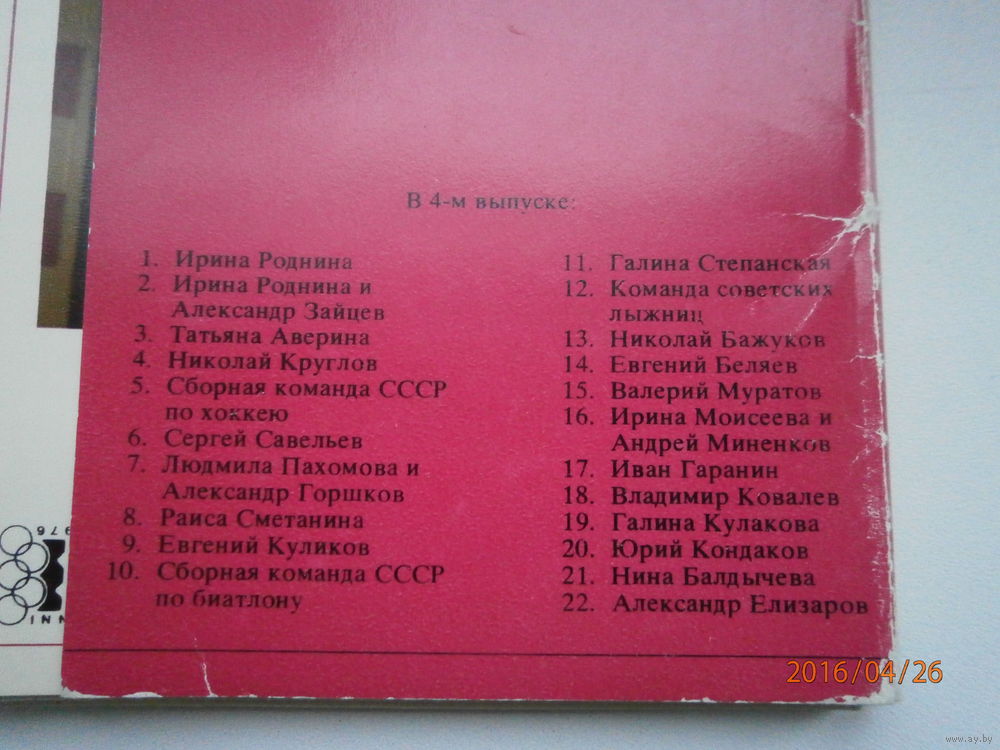 В 4-м выпуске:
1. Ирина Роднина
2. Ирина Роднина и
Александр Зайцев
3. Татьяна Аверина
4. Николай Круглов
5. Сборная команда СССР
по хоккею
6. Сергей Савельев
7. Людмила Пахомова и
Александр Горшков
8. Раиса Сметанина
9. Евгений Куликов
10. Сборная команда СССР
по биатлону
11. Галина Степанская
12. Команда советских
лыжниц
13. Николай Бажуков
14. Евгений Беляев
15. Валерий Муратов
16. Ирина Моисеева и
Андрей Миненков
17. Иван Гаранин
18. Владимир Ковалев
19. Галина Кулакова
20. Юрий Кондаков
21. Нина Балдычева
22. Александр Елизаров
2016/04/26
www.ay.by